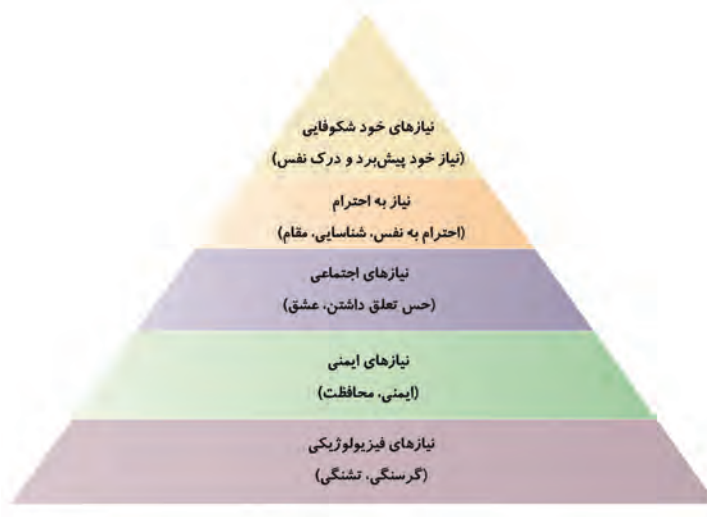 نیازهای خود شکوفایی
(نیاز خود پیش‌برد و درک نفس)
نیاز به احترام
(احترام به نفس، شناسایی، مقام)
نیازهای اجتماعی
(حس تعلق داشتن، عشق)
نیازهای ایمنی
(ایمنی، محافظت)
نیازهای فیزیولوژیکی
(گرسنگی، تشنگی)